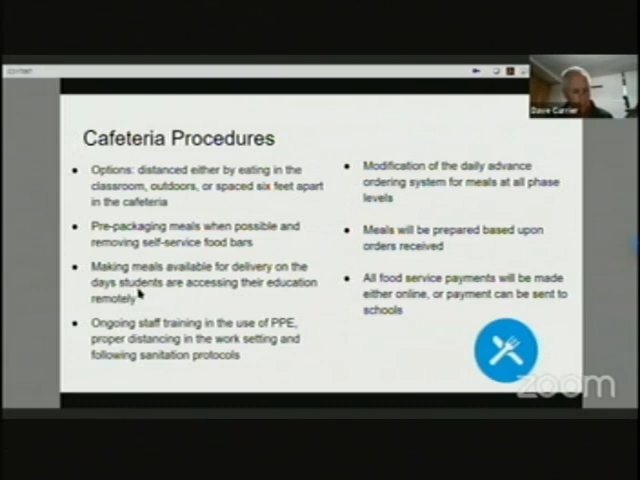 Dave Currier
Cafeteria Procedures
Options: distanced either by eating in the
classroom, outdoors, or spaced six feet apart
in the cafeteria
Pre-packaging meals when possible and
removing self-service food bars
Making meals available for delivery on the
days students are accessing their education
remotely
Ongoing staff training in the use of PPE,
proper distancing in the work setting and
following sanitation protocols
Modification of the daily advance
ordering system for meals at all phase
levels
Meals will be prepared based upon
orders received
All food service payments will be made
either online, or payment can be sent to
schools
zoom